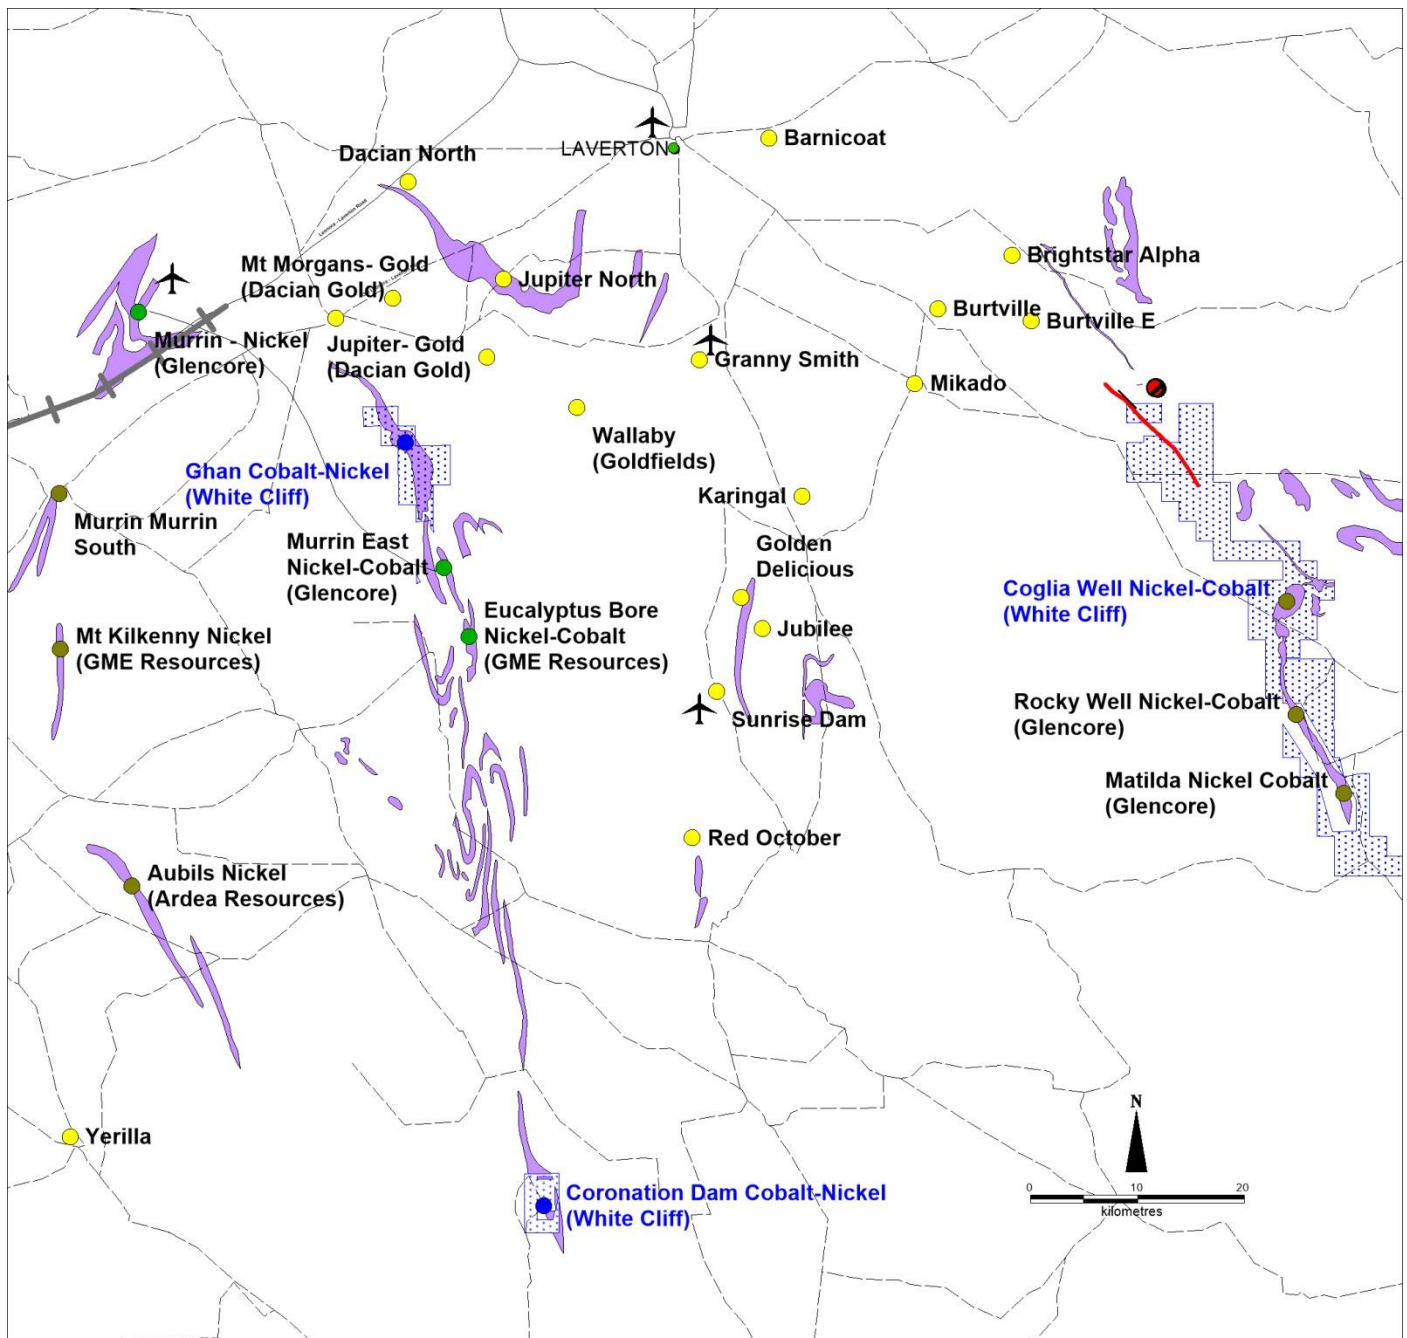 Barnicoat
LAVERTON
Dacian North
Leonora - Laverton Road
Brightstar Alpha
Mt Morgans- Gold
(Dacian Gold)
Jupiter North
Burtville
Burtville E
Murrin - Nickel
(Glencore)
Jupiter- Gold
(Dacian Gold)
Granny Smith
Mikado
Wallaby
(Goldfields)
Ghan Cobalt-Nickel
(White Cliff)
Karingal
Murrin Murrin
South
Murrin East
Nickel-Cobalt
(Glencore)
Golden
Delicious
Coglia Well Nickel-Cobalt
(White Cliff)
Eucalyptus Bore
Nickel-Cobalt
(GME Resources)
Jubilee
Mt Kilkenny Nickel
(GME Resources)
Rocky Well Nickel-Cobalt
(Glencore)
Sunrise Dam
Matilda Nickel Cobalt
(Glencore)
Red October
Aubils Nickel
(Ardea Resources)
N
Yerilla
0 10 20
kilometres
Coronation Dam Cobalt-Nickel
(White Cliff)